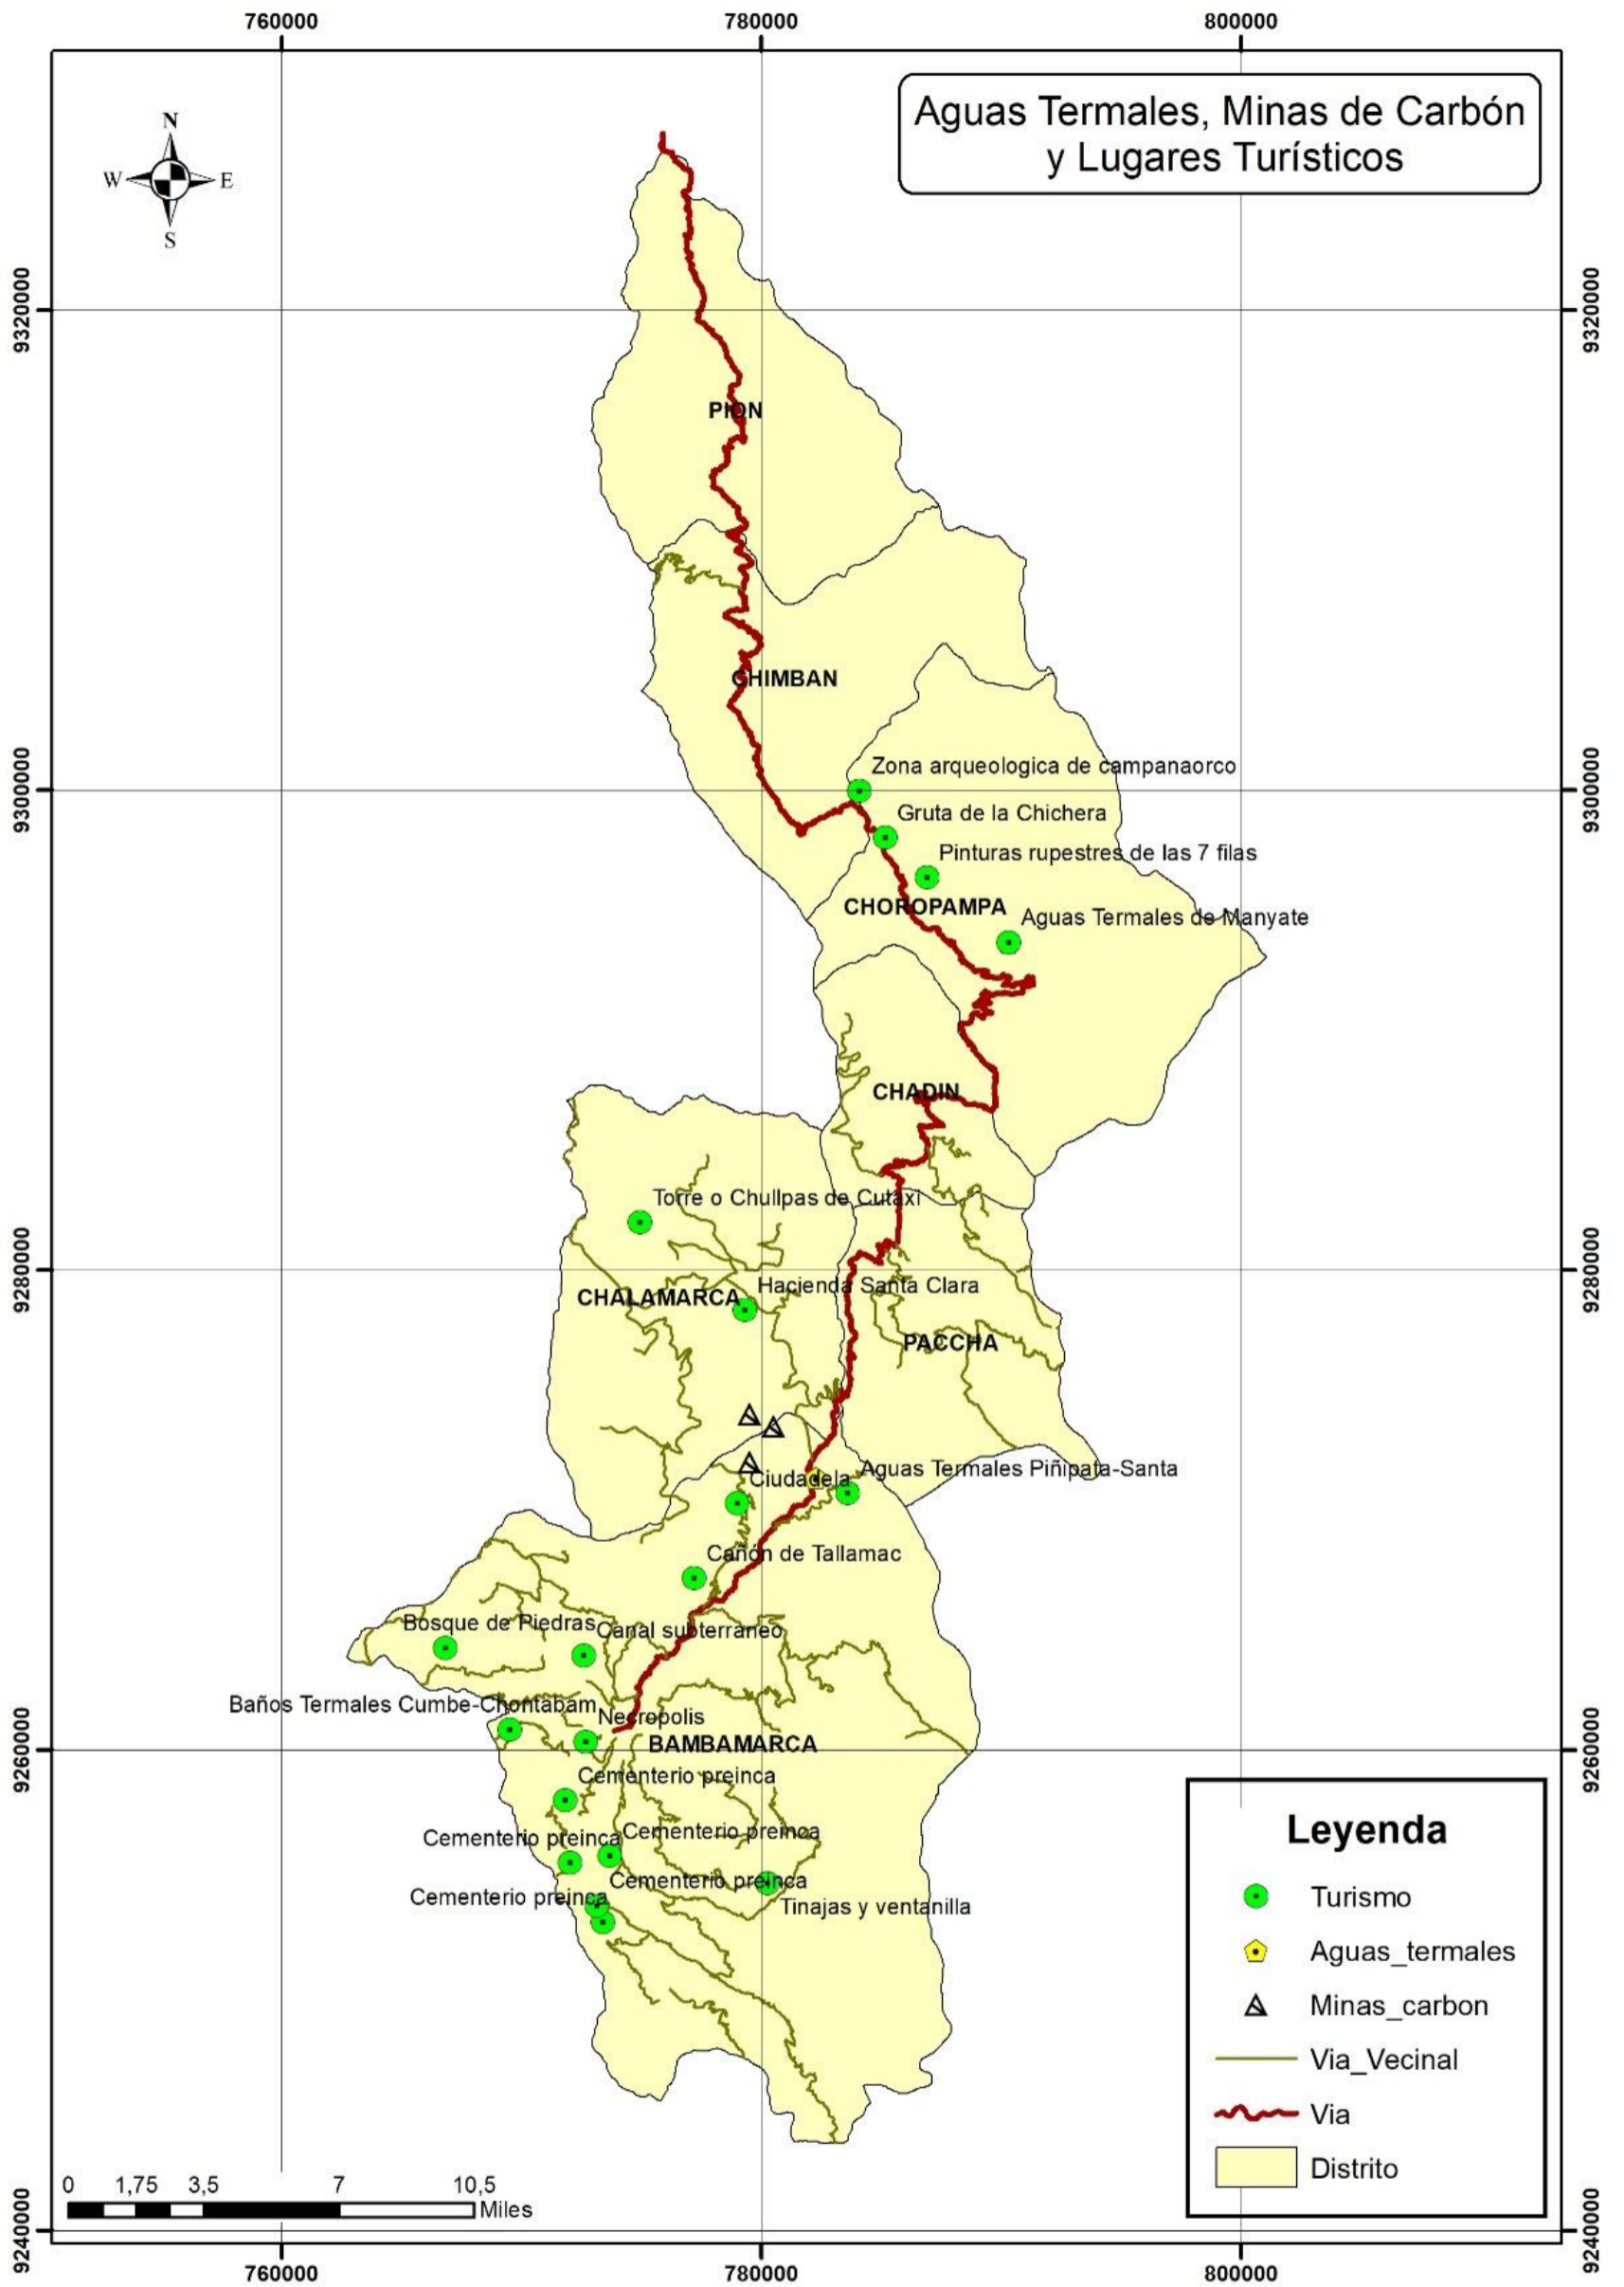 760000
780000
800000
Aguas Termales, Minas de Carbón
y Lugares Turísticos
N
W
E
S
9320000
9320000
PION
CHIMBAN
Zona arqueologica de campanaorco
9300000
9300000
Gruta de la Chichera
Pinturas rupestres de las 7 filas
CHOROPAMPA
Aguas Termales de Manyate
CHADIN
Torre o Chullpas de Cutaxi
9280000
9280000
Hacienda Santa Clara
CHALAMARCA
PACCHA
Aguas Termales Piñipata-Santa
Ciudadela
Cañón de Tallamac
Bosque de Piedras
Canal subterraneo
Baños Termales Cumbe-Chontabam
Necropolis
BAMBAMARCA
9260000
9260000
Cementerio preinca
Cementerio preinca
Cementerio preinca
Cementerio preinca
Cementerio preinca
Tinajas y ventanilla
Leyenda
Turismo
Aguas_termales
Minas_carbon
Via_Vecinal
Via
Distrito
0
1,75
3,5
7
10,5
Miles
9240000
9240000
760000
780000
800000